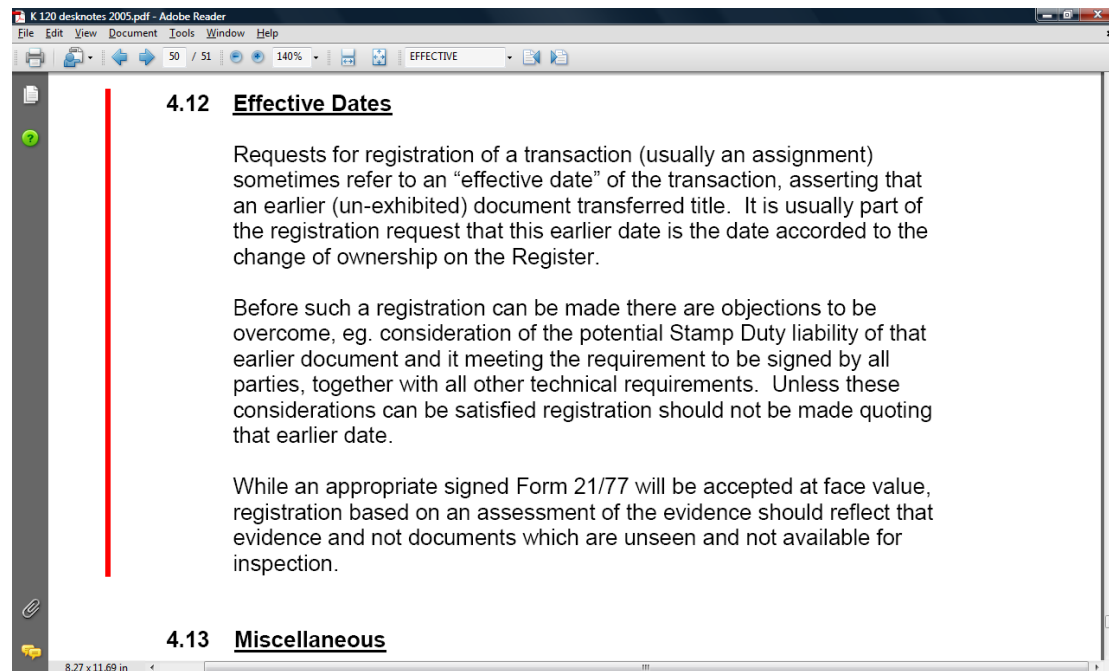 K 120 desknotes 2005.pdf - Adobe Reader
File Edit View Document Tools Window Help
50 / 51 140% EFFECTIVE
4.12 Effective Dates
Requests for registration of a transaction (usually an assignment)
sometimes refer to an “effective date” of the transaction, asserting that
an earlier (un-exhibited) document transferred title. It is usually part of
the registration request that this earlier date is the date accorded to the
change of ownership on the Register.
Before such a registration can be made there are objections to be
overcome, eg. consideration of the potential Stamp Duty liability of that
earlier document and it meeting the requirement to be signed by all
parties, together with all other technical requirements. Unless these
considerations can be satisfied registration should not be made quoting
that earlier date.
While an appropriate signed Form 21/77 will be accepted at face value,
registration based on an assessment of the evidence should reflect that
evidence and not documents which are unseen and not available for
inspection.
4.13 Miscellaneous
8.27 x 11.69 in